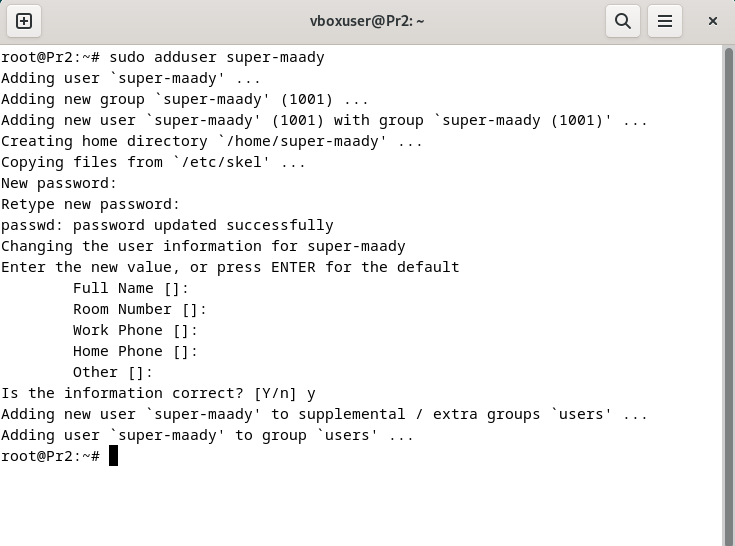 vboxuser@Pr2: ~
root@Pr2:~# sudo adduser super-maady
Adding user `super-maady' ...
Adding new group `super-maady' (1001) ...
Adding new user `super-maady' (1001) with group `super-maady (1001)' ...
Creating home directory `/home/super-maady' ...
Copying files from `/etc/skel' ...
New password:
Retype new password:
passwd: password updated successfully
Changing the user information for super-maady
Enter the new value, or press ENTER for the default
        Full Name []:
        Room Number []:
        Work Phone []:
        Home Phone []:
        Other []:
Is the information correct? [Y/n] y
Adding new user `super-maady' to supplemental / extra groups `users' ...
Adding user `super-maady' to group `users' ...
root@Pr2:~#